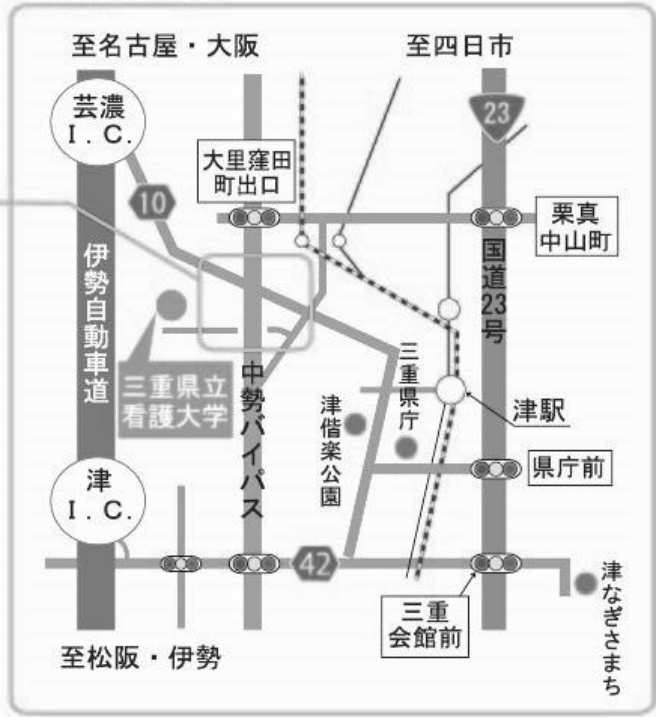 至名古屋・大阪
至四日市
芸濃
I.C.
23
大里窪田
町出口
10
栗真
中山町
伊勢自動車道
国道23号
三重県立
看護大学
中勢バイパス
三重県庁
津偕楽公園
津駅
県庁前
津
I.C.
42
三重
会館前
津なぎさまち
至松阪・伊勢